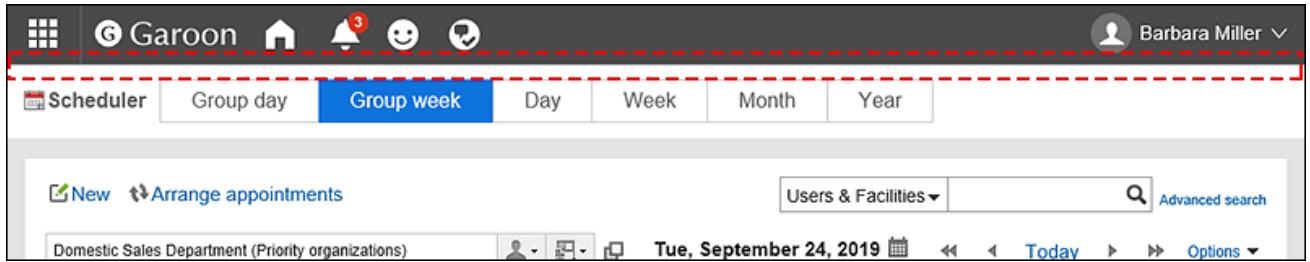 G Garoon 3 Barbara Miller
Scheduler Group day Group week Day Week Month Year
New Arrange appointments Users & Facilities Advanced search
Domestic Sales Department (Priority organizations) Tue, September 24, 2019 Today Options